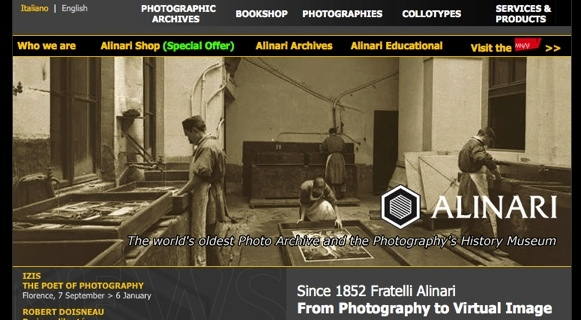 Italiano | English
PHOTOGRAPHIC
ARCHIVES
BOOKSHOP
PHOTOGRAPHIES
COLLOTYPES
SERVICES &
PRODUCTS
Who we are
Alinari Shop (Special Offer)
Alinari Archives
Alinari Educational
Visit the MNAF >>
ALINARI
The world's oldest Photo Archive and the Photography's History Museum
IZIS
THE POET OF PHOTOGRAPHY
Florence, 7 September > 6 January
ROBERT DOISNEAU
Since 1852 Fratelli Alinari
From Photography to Virtual Image